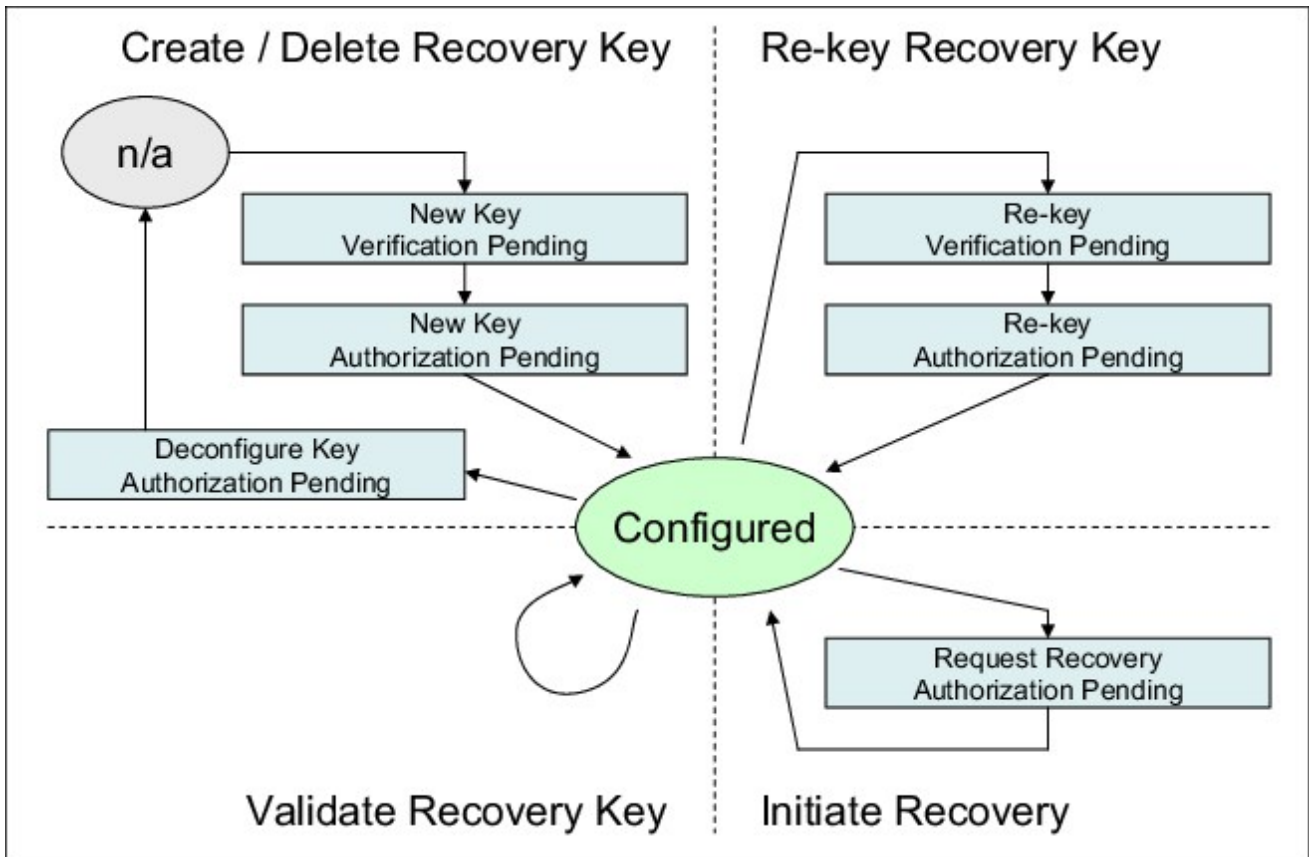 Create / Delete Recovery Key
Re-key Recovery Key
n/a
New Key
Verification Pending
New Key
Authorization Pending
Deconfigure Key
Authorization Pending
Re-key
Verification Pending
Re-key
Authorization Pending
Configured
Request Recovery
Authorization Pending
Validate Recovery Key
Initiate Recovery